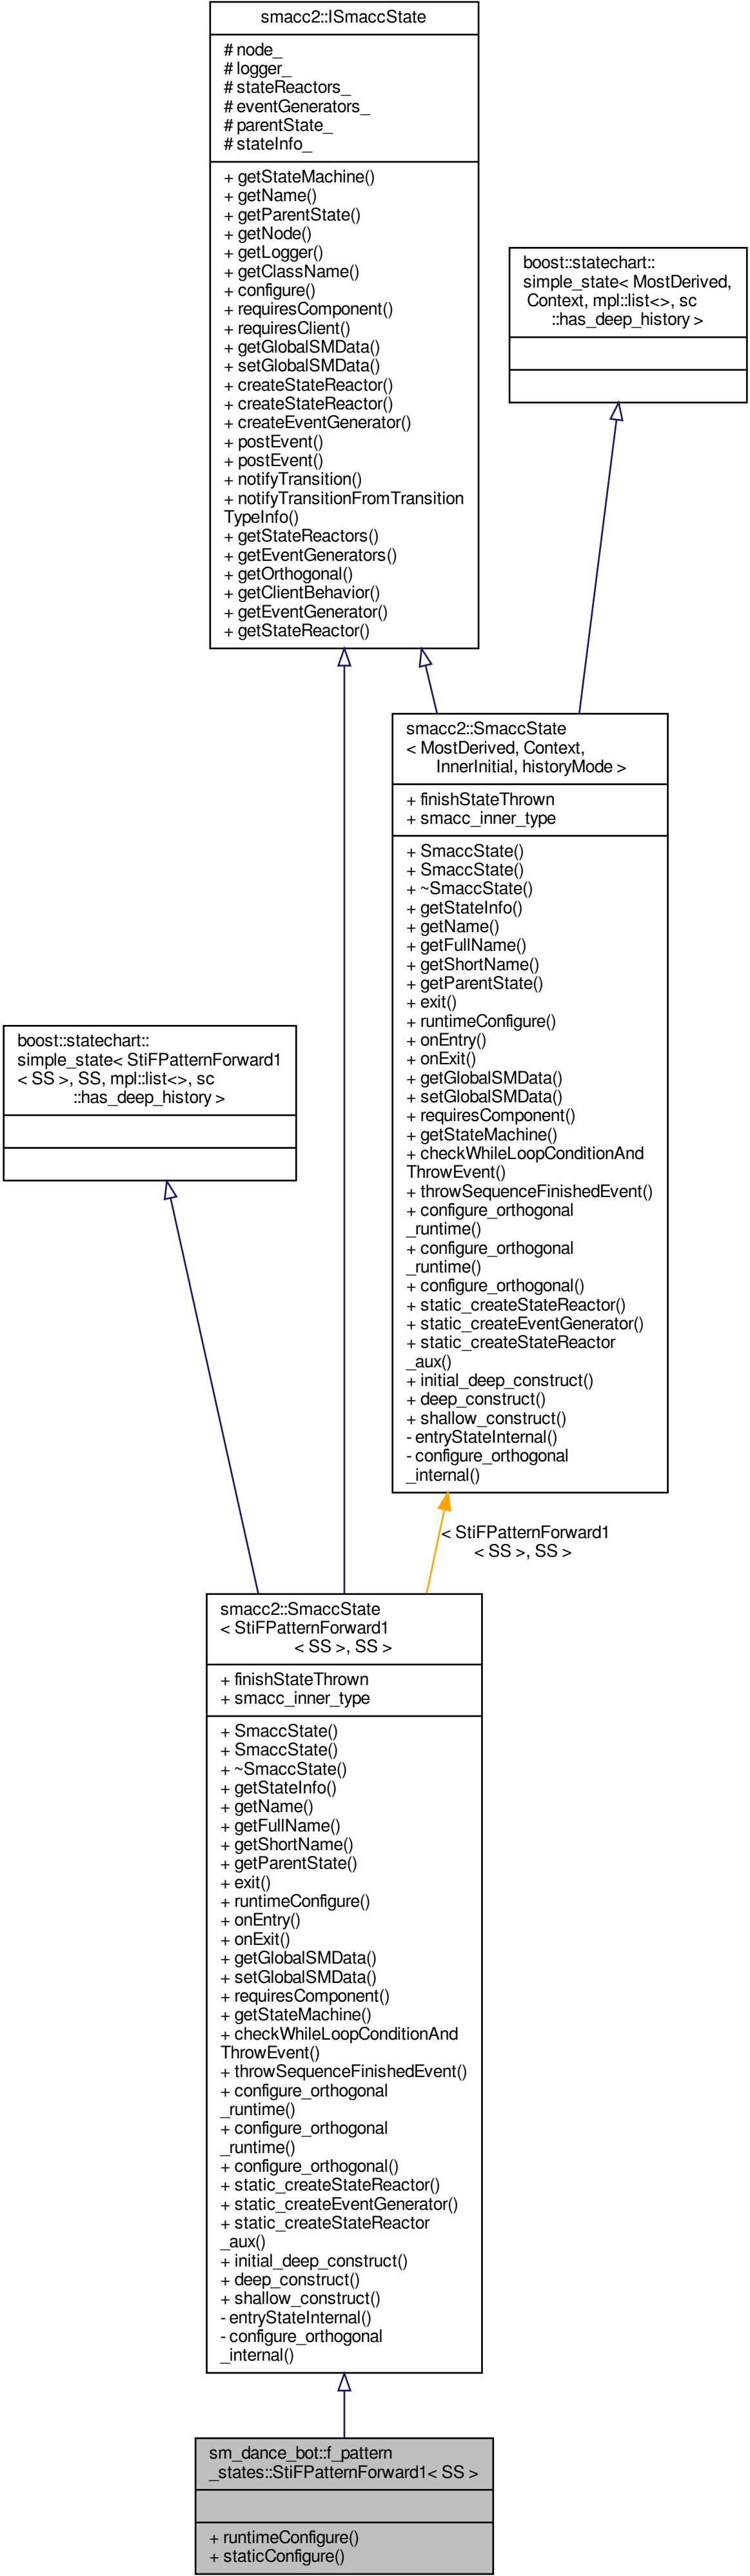 smacc2::ISmaccState
# node_
# logger_
# stateReactors_
# eventGenerators_
# parentState_
# stateInfo_
+ getStateMachine()
+ getName()
+ getParentState()
+ getNode()
+ getLogger()
+ getClassName()
+ configure()
+ requiresComponent()
+ requiresClient()
+ getGlobalSMData()
+ setGlobalSMData()
+ createStateReactor()
+ createStateReactor()
+ createEventGenerator()
+ postEvent()
+ postEvent()
+ notifyTransition()
+ notifyTransitionFromTransition
TypeInfo()
+ getStateReactors()
+ getEventGenerators()
+ getOrthogonal()
+ getClientBehavior()
+ getEventGenerator()
+ getStateReactor()
boost::statechart::
simple_state< MostDerived,
Context, mpl::list<>, sc
::has_deep_history >
smacc2::SmaccState
< MostDerived, Context,
InnerInitial, historyMode >
+ finishStateThrown
+ smacc_inner_type
+ SmaccState()
+ SmaccState()
+ ~SmaccState()
+ getStateInfo()
+ getName()
+ getFullName()
+ getShortName()
+ getParentState()
+ exit()
+ runtimeConfigure()
+ onEntry()
+ onExit()
+ getGlobalSMData()
+ setGlobalSMData()
+ requiresComponent()
+ getStateMachine()
+ checkWhileLoopConditionAnd
ThrowEvent()
+ throwSequenceFinishedEvent()
+ configure_orthogonal
_runtime()
+ configure_orthogonal
_runtime()
+ configure_orthogonal()
+ static_createStateReactor()
+ static_createEventGenerator()
+ static_createStateReactor
_aux()
+ initial_deep_construct()
+ deep_construct()
+ shallow_construct()
- entryStateInternal()
- configure_orthogonal
_internal()
boost::statechart::
simple_state< StiFPatternForward1
< SS >, SS, mpl::list<>, sc
::has_deep_history >
< StiFPatternForward1
< SS >, SS >
smacc2::SmaccState
< StiFPatternForward1
< SS >, SS >
+ finishStateThrown
+ smacc_inner_type
+ SmaccState()
+ SmaccState()
+ ~SmaccState()
+ getStateInfo()
+ getName()
+ getFullName()
+ getShortName()
+ getParentState()
+ exit()
+ runtimeConfigure()
+ onEntry()
+ onExit()
+ getGlobalSMData()
+ setGlobalSMData()
+ requiresComponent()
+ getStateMachine()
+ checkWhileLoopConditionAnd
ThrowEvent()
+ throwSequenceFinishedEvent()
+ configure_orthogonal
_runtime()
+ configure_orthogonal
_runtime()
+ configure_orthogonal()
+ static_createStateReactor()
+ static_createEventGenerator()
+ static_createStateReactor
_aux()
+ initial_deep_construct()
+ deep_construct()
+ shallow_construct()
- entryStateInternal()
- configure_orthogonal
_internal()
sm_dance_bot::f_pattern
_states::StiFPatternForward1< SS >
+ runtimeConfigure()
+ staticConfigure()